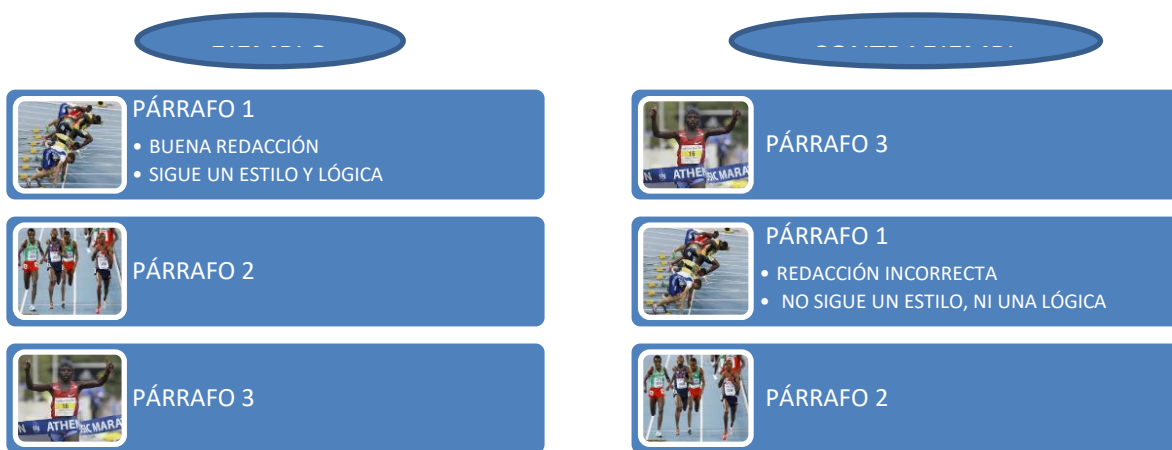 PÁRRAFO 1
• BUENA REDACCIÓN
• SIGUE UN ESTILO Y LÓGICA
PÁRRAFO 2
PÁRRAFO 3
PÁRRAFO 3
PÁRRAFO 1
• REDACCIÓN INCORRECTA
• NO SIGUE UN ESTILO, NI UNA LÓGICA
PÁRRAFO 2